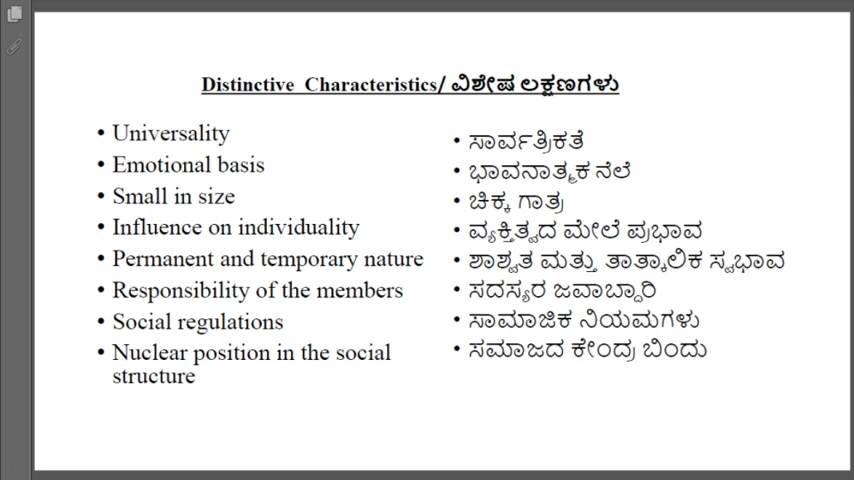 Distinctive Characteristics/ ವಿಶೇಷ ಲಕ್ಷಣಗಳು
• Universality
• Emotional basis
• Small in size
• Influence on individuality
• Permanent and temporary nature
• Responsibility of the members
• Social regulations
• Nuclear position in the social
structure
• ಸಾರ್ವತ್ರಿಕತೆ
• ಭಾವನಾತ್ಮಕ ನೆಲೆ
• ಚಿಕ್ಕ ಗಾತ್ರ
• ವ್ಯಕ್ತಿತ್ವದ ಮೇಲೆ ಪ್ರಭಾವ
• ಶಾಶ್ವತ ಮತ್ತು ತಾತ್ಕಾಲಿಕ ಸ್ವಭಾವ
• ಸದಸ್ಯರ ಜವಾಬ್ದಾರಿ
• ಸಾಮಾಜಿಕ ನಿಯಮಗಳು
• ಸಮಾಜದ ಕೇಂದ್ರ ಬಿಂದು